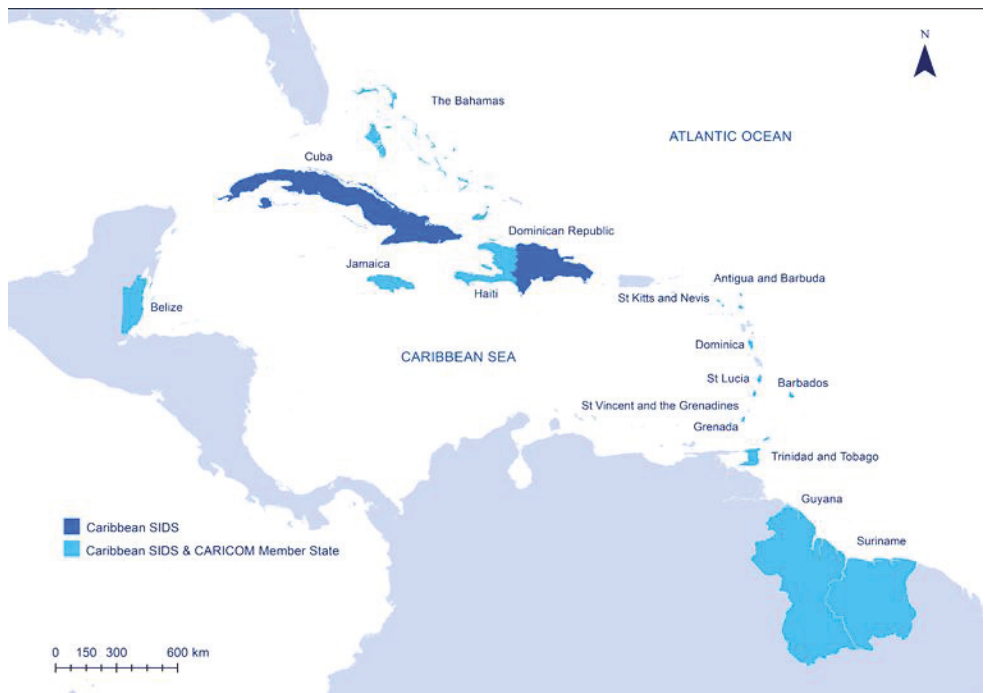 N
The Bahamas
ATLANTIC OCEAN
Cuba
Dominican Republic
Jamaica
Haiti
Antigua and Barbuda
St Kitts and Nevis
Belize
Dominica
CARIBBEAN SEA
St Lucia
Barbados
St Vincent and the Grenadines
Grenada
Trinidad and Tobago
Guyana
Suriname
Caribbean SIDS
Caribbean SIDS & CARICOM Member State
0 150 300 600 km